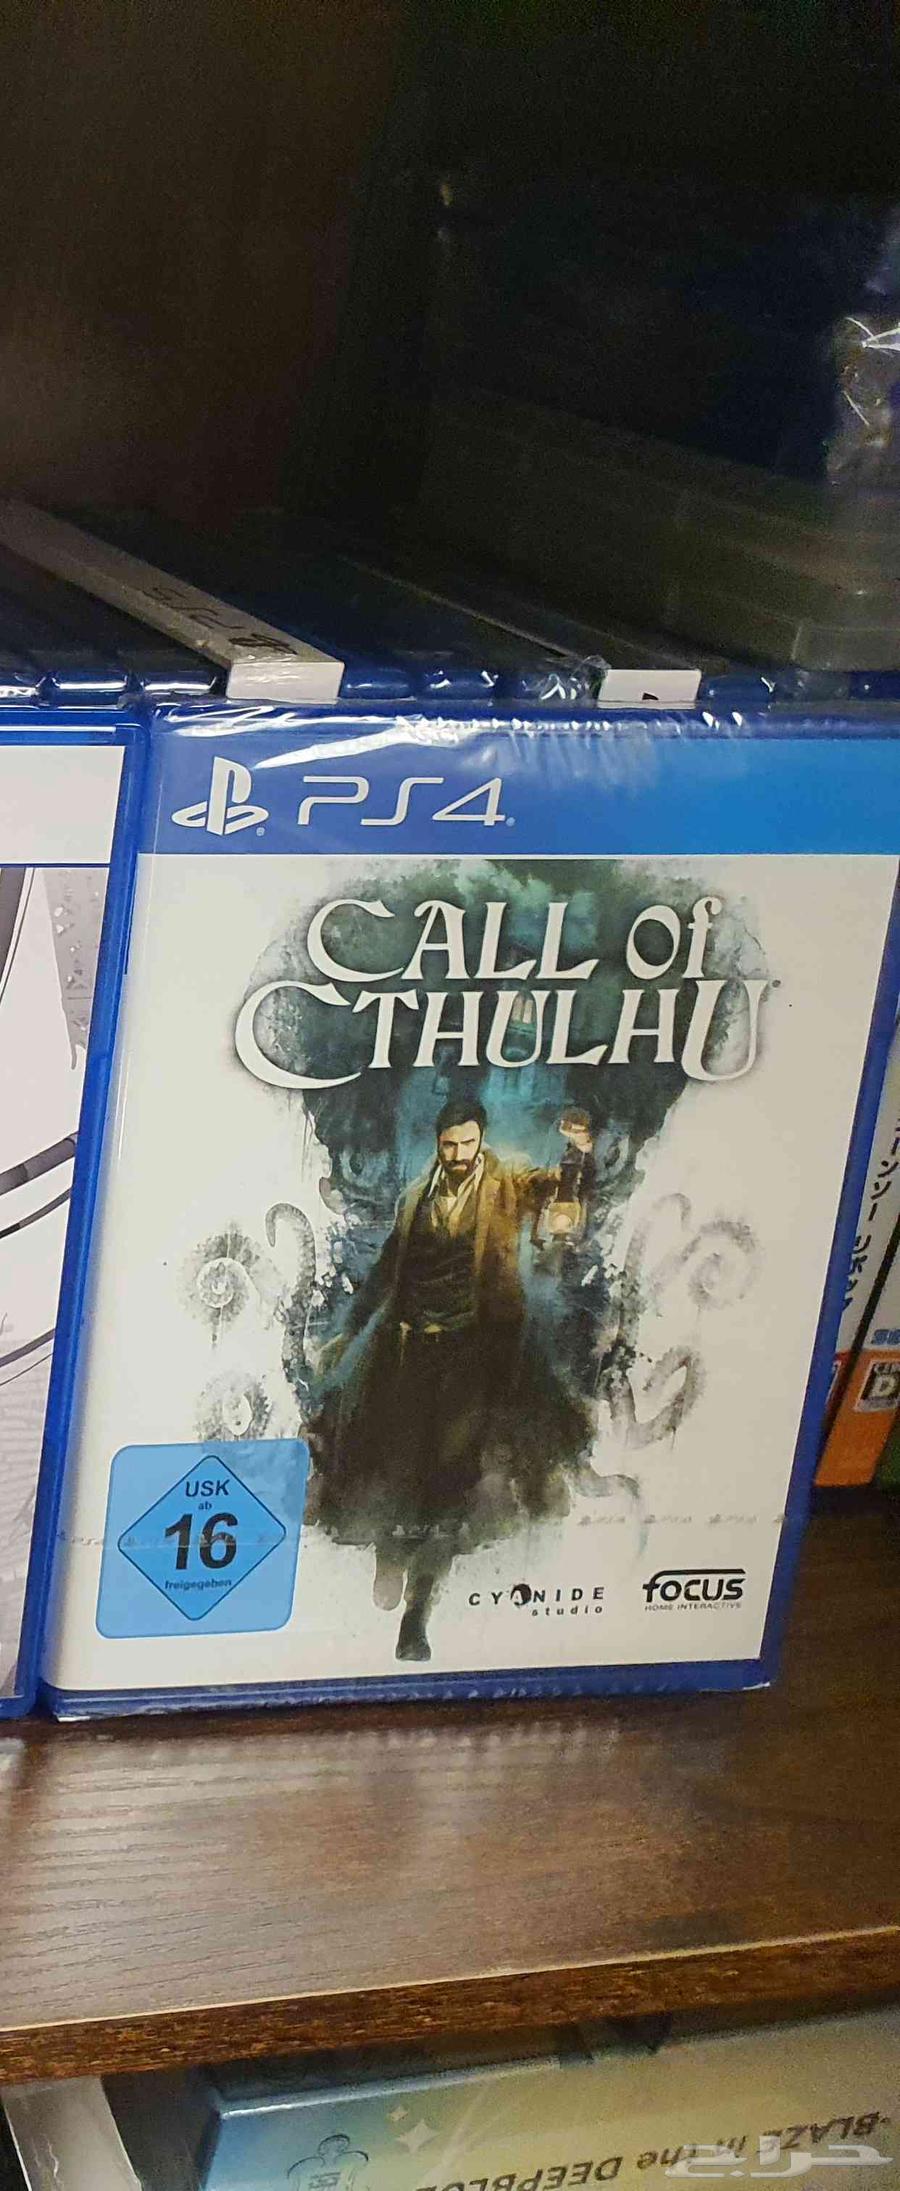 PS4
CALL Of
CTHULHU
USK
ab
16
freigegeben
CYANIDE
studio
FOCUS
HOME INTERACTIVE
BLAZE in the DEEPBLUE
حراج